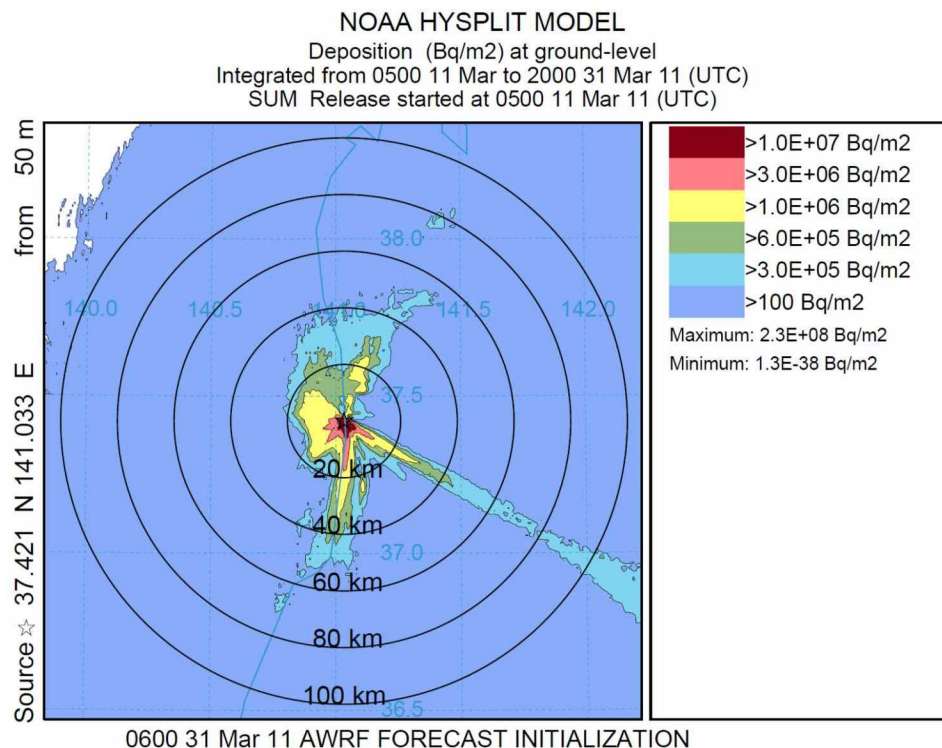 NOAA HYSPLIT MODEL
Deposition (Bq/m2) at ground-level
Integrated from 0500 11 Mar to 2000 31 Mar 11 (UTC)
SUM Release started at 0500 11 Mar 11 (UTC)
Source ☆ 37.421 N 141.033 E from 50 m
38.0
140.0 140.5 141.0 141.5 142.0
37.5
20 km
40 km
37.0
60 km
80 km
100 km
36.5
>1.0E+07 Bq/m2
>3.0E+06 Bq/m2
>1.0E+06 Bq/m2
>6.0E+05 Bq/m2
>3.0E+05 Bq/m2
>100 Bq/m2
Maximum: 2.3E+08 Bq/m2
Minimum: 1.3E-38 Bq/m2
0600 31 Mar 11 AWRF FORECAST INITIALIZATION